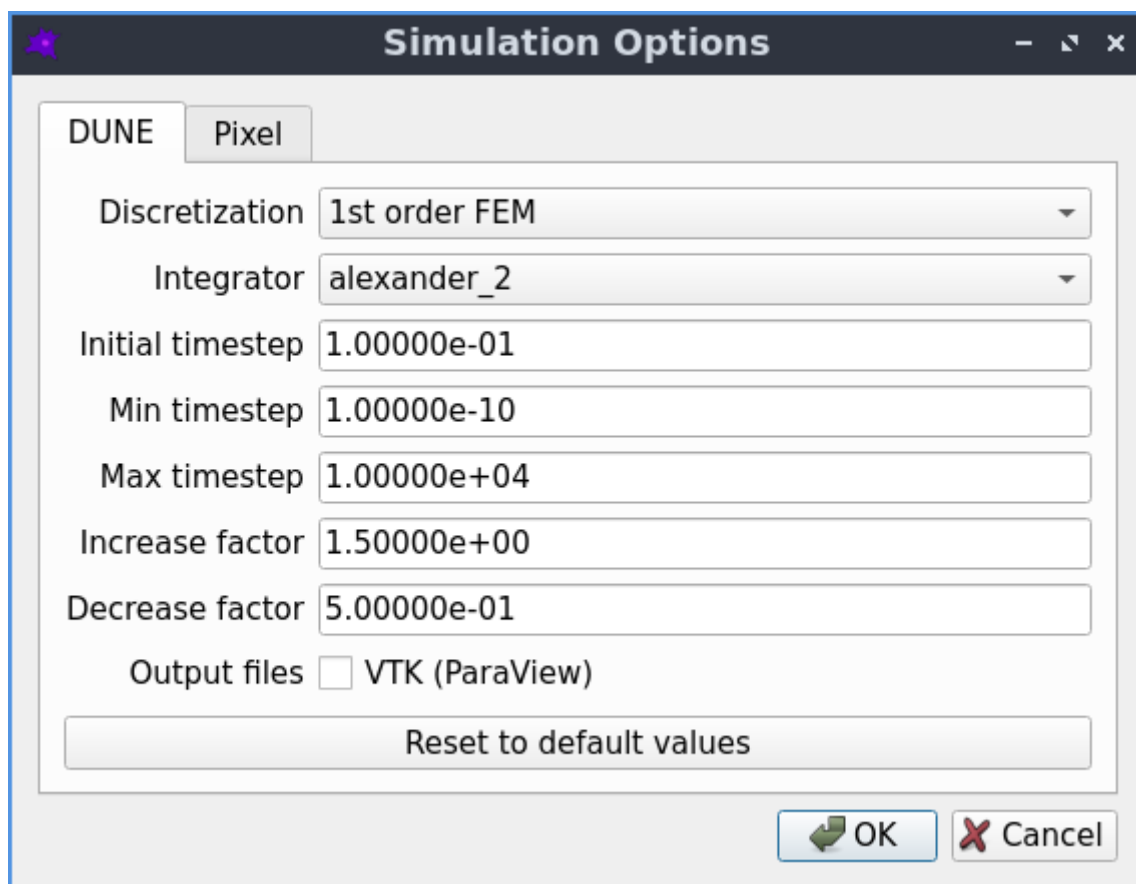 Simulation Options
DUNE Pixel
Discretization 1st order FEM
Integrator alexander_2
Initial timestep 1.00000e-01
Min timestep 1.00000e-10
Max timestep 1.00000e+04
Increase factor 1.50000e+00
Decrease factor 5.00000e-01
Output files VTK (ParaView)
Reset to default values
OK Cancel